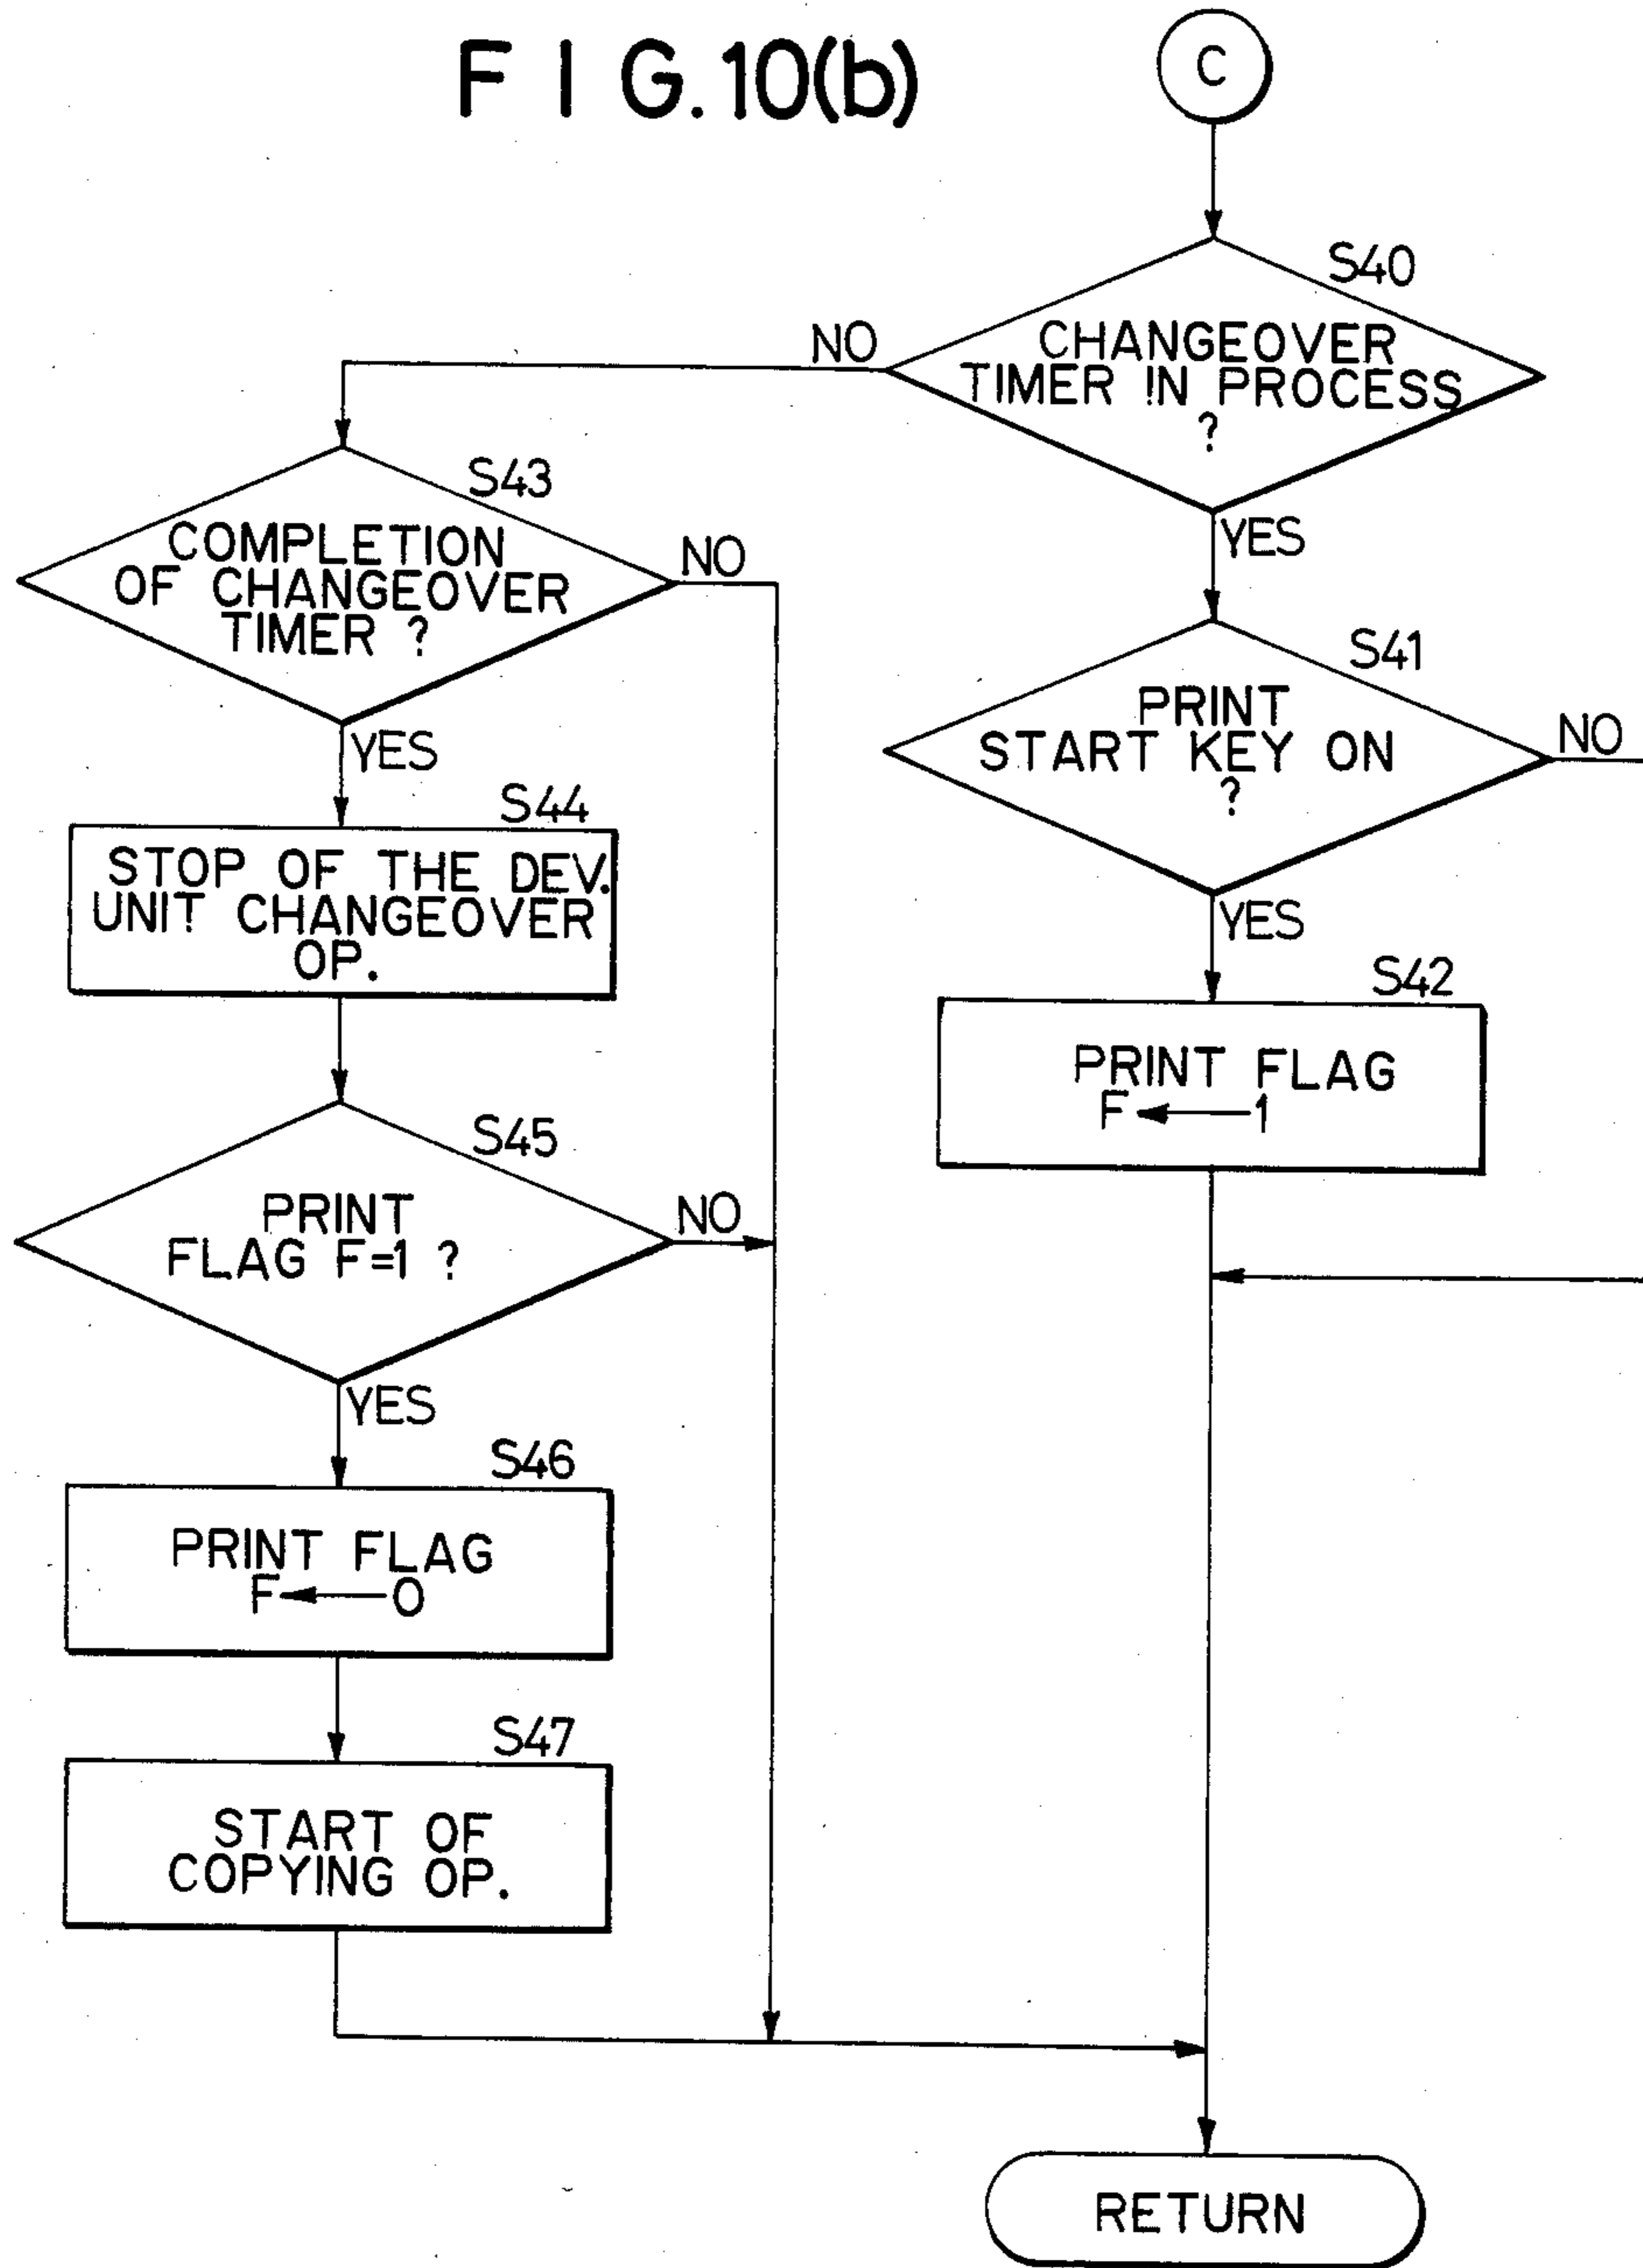 F I G.10(b)
C
S40
CHANGEOVER
TIMER IN PROCESS
?
NO
YES
S43
COMPLETION
OF CHANGEOVER
TIMER ?
NO
YES
S41
PRINT
START KEY ON
?
NO
YES
S44
STOP OF THE DEV.
UNIT CHANGEOVER
OP.
S42
PRINT FLAG
F←1
S45
PRINT
FLAG F=1 ?
NO
YES
S46
PRINT FLAG
F←0
S47
START OF
COPYING OP.
RETURN